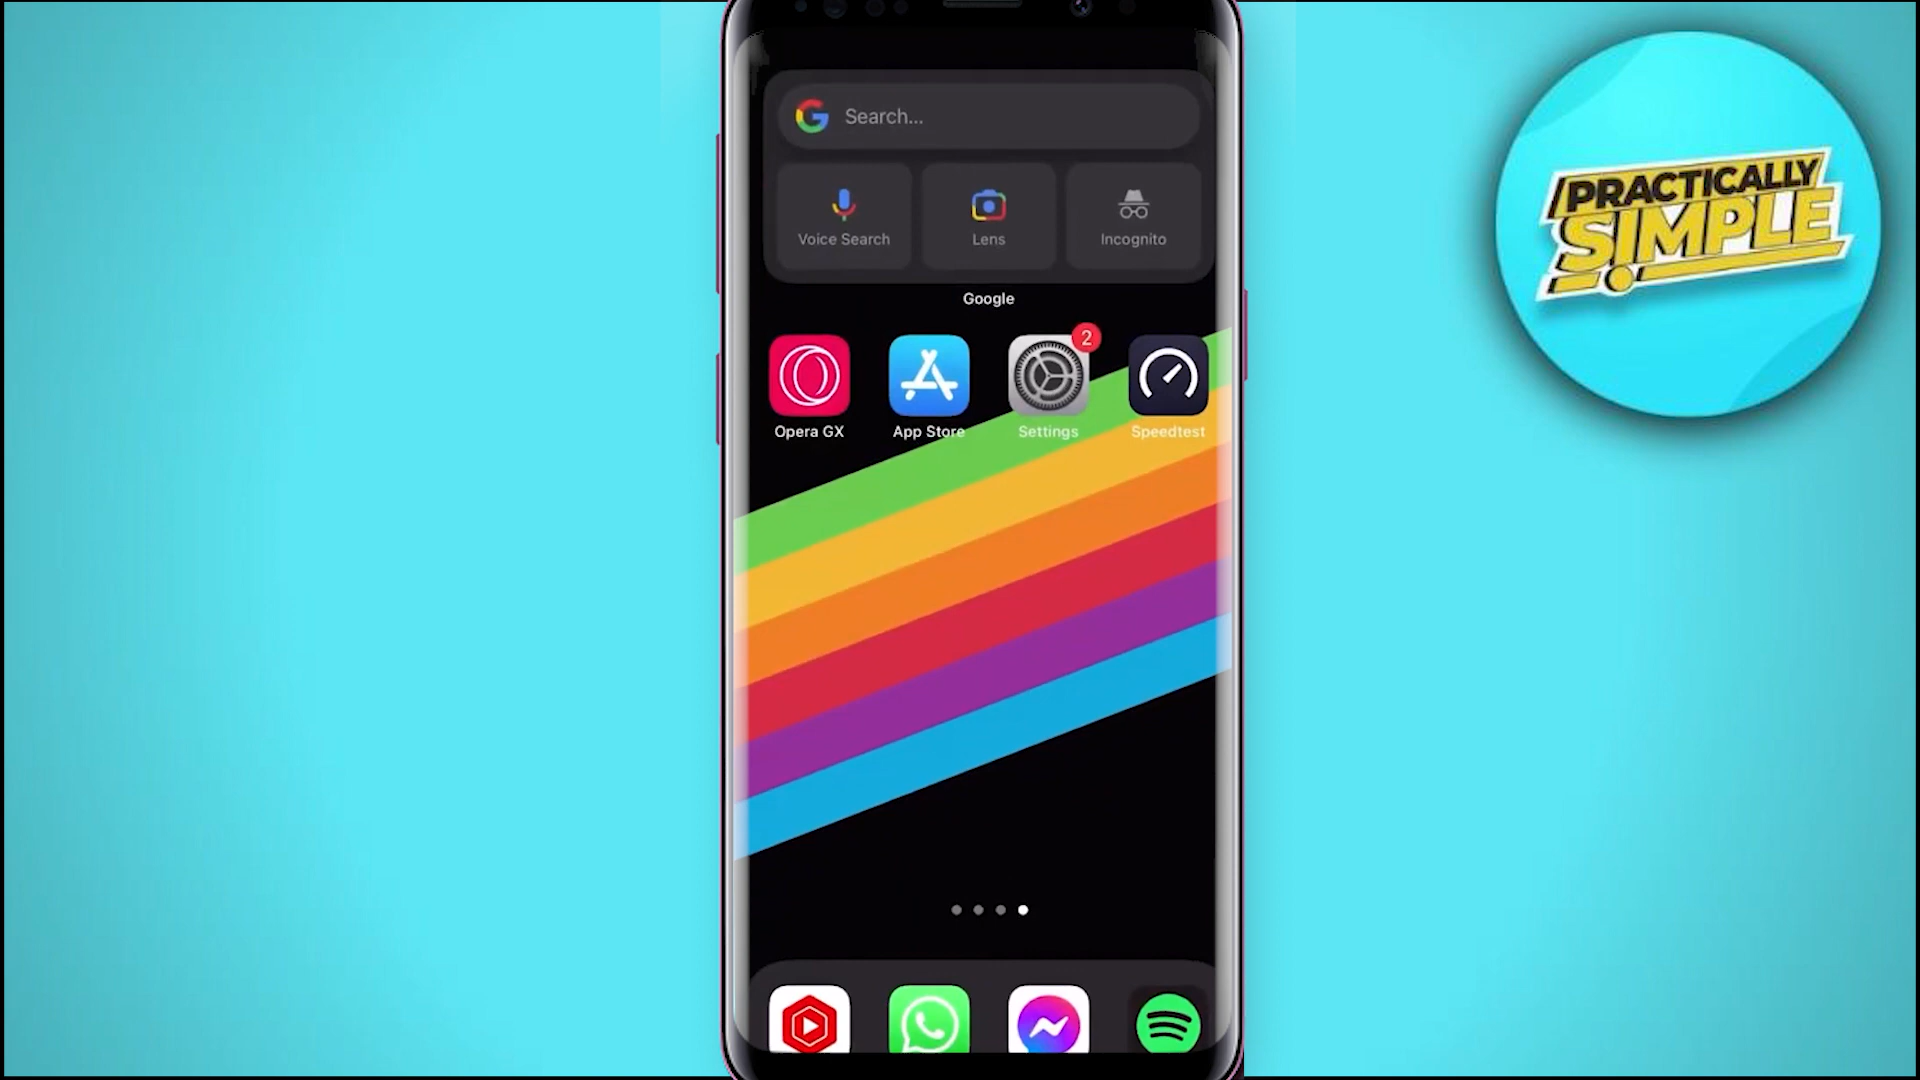 Search...
Voice Search
Lens
Incognito
Google
2
Opera GX
App Store
Settings
Speedtest
PRACTICALLY
SIMPLE